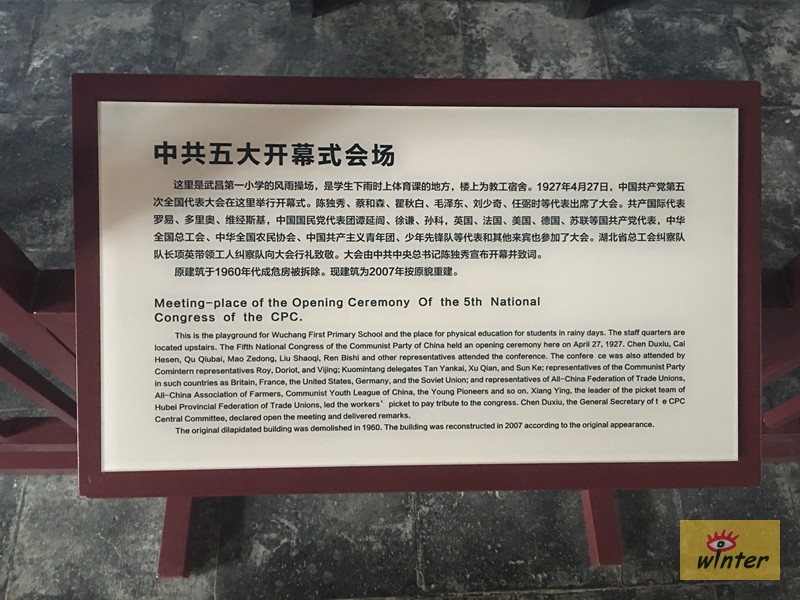 中共五大开幕式会场
这里是武昌第一小学的风雨操场，是学生下雨时上体育课的地方，楼上为教工宿舍。1927年4月27日，中国共产党第五
次全国代表大会在这里举行开幕式。陈独秀、蔡和森、瞿秋白、毛泽东、刘少奇、任弼时等代表出席了大会。共产国际代表
罗易、多里奥、维经斯基，中国国民党代表团谭延闿、徐谦、孙科，英国、法国、美国、德国、苏联等国共产党代表，中华
全国总工会、中华全国农民协会、中国共产主义青年团、少年先锋队等代表和其他来宾也参加了大会。湖北省总工会纠察队
队长项英带领工人纠察队向大会行礼致敬。大会由中共中央总书记陈独秀宣布开幕并致词。
原建筑于1960年代成危房被拆除。现建筑为2007年按原貌重建。
Meeting-place of the Opening Ceremony Of the 5th National
Congress of the CPC.
This is the playground for Wuchang First Primary School and the place for physical education for students in rainy days. The staff quarters are
located upstairs. The Fifth National Congress of the Communist Party of China held an opening ceremony here on April 27, 1927. Chen Duxiu, Cai
Hesen, Qu Qiubai, Mao Zedong, Liu Shaoqi, Ren Bishi and other representatives attended the conference. The confere ce was also attended by
Comintern representatives Roy, Doriot, and Vijing; Kuomintang delegates Tan Yankai, Xu Qian, and Sun Ke; representatives of the Communist Party
in such countries as Britain, France, the United States, Germany, and the Soviet Union; and representatives of All-China Federation of Trade Unions,
All-China Association of Farmers, Communist Youth League of China, the Young Pioneers and so on. Xiang Ying, the leader of the picket team of
Hubei Provincial Federation of Trade Unions, led the workers' picket to pay tribute to the congress. Chen Duxiu, the General Secretary of t e CPC
Central Committee, declared open the meeting and delivered remarks.
The original dilapidated building was demolished in 1960. The building was reconstructed in 2007 according to the original appearance.
winter